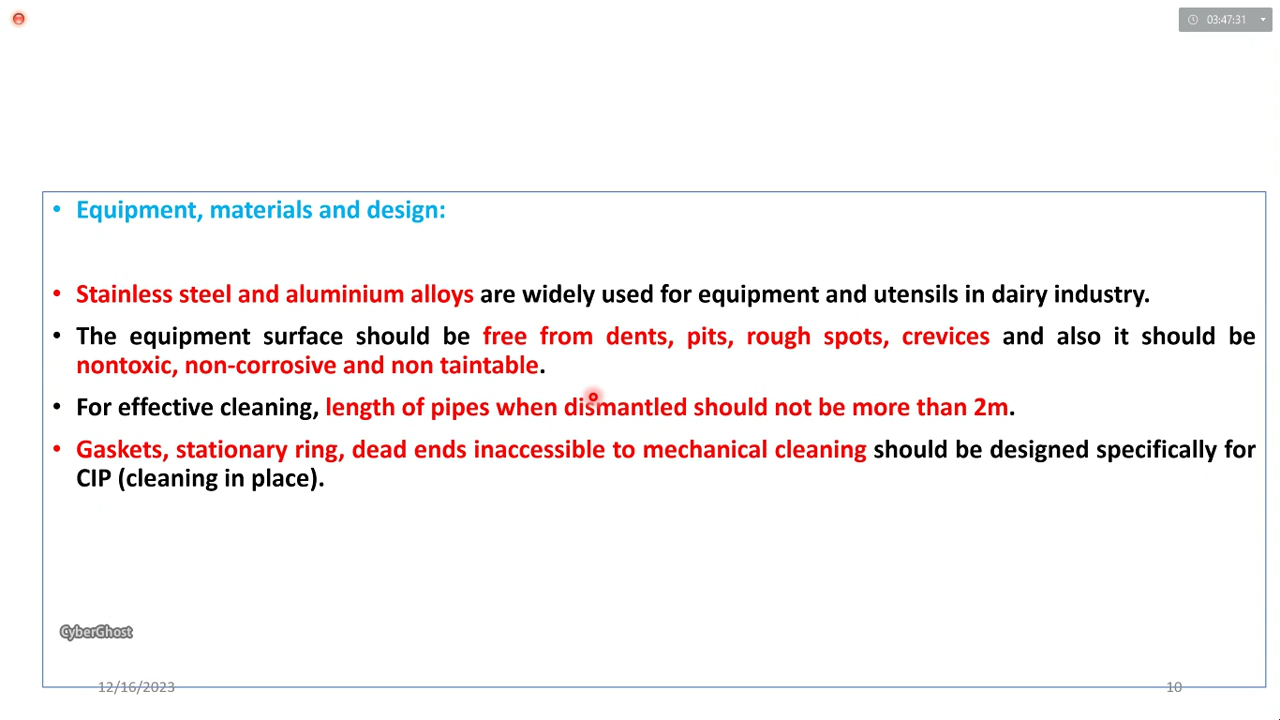 03:47:31
• Equipment, materials and design:
• Stainless steel and aluminium alloys are widely used for equipment and utensils in dairy industry.
• The equipment surface should be free from dents, pits, rough spots, crevices and also it should be
nontoxic, non-corrosive and non taintable.
• For effective cleaning, length of pipes when dismantled should not be more than 2m.
• Gaskets, stationary ring, dead ends inaccessible to mechanical cleaning should be designed specifically for
CIP (cleaning in place).
CyberGhost
12/16/2023
10